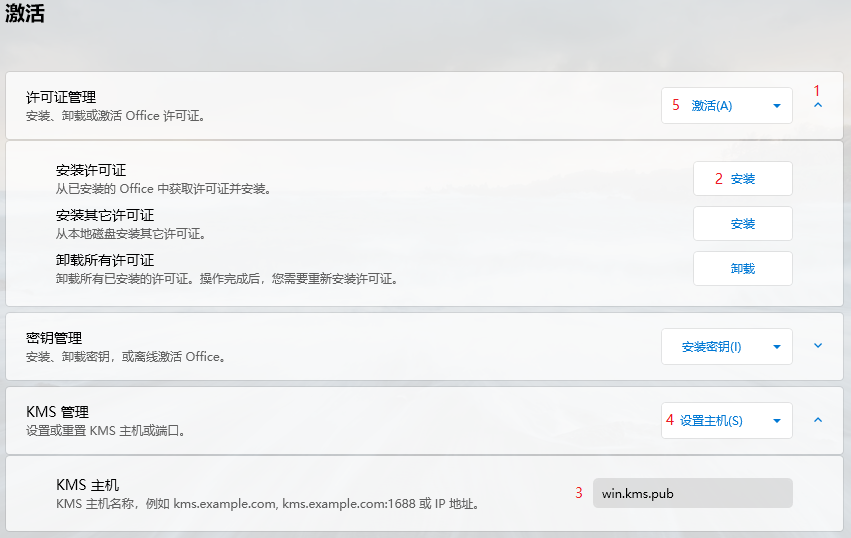 激活
1
许可证管理
5 激活(A)
安装、卸载或激活 Office 许可证。
安装许可证
2 安装
从已安装的 Office 中获取许可证并安装。
安装其它许可证
安装
从本地磁盘安装其它许可证。
卸载所有许可证
卸载
卸载所有已安装的许可证。操作完成后，您需要重新安装许可证。
密钥管理
安装密钥(I)
安装、卸载密钥，或离线激活 Office。
KMS 管理
4 设置主机(S)
设置或重置 KMS 主机或端口。
KMS 主机
3 win.kms.pub
KMS 主机名称，例如 kms.example.com, kms.example.com:1688 或 IP 地址。